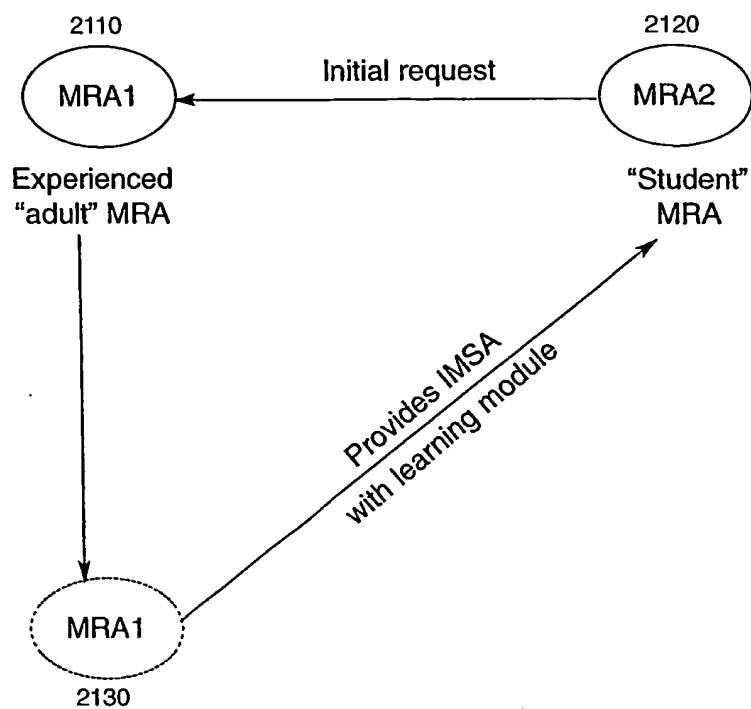 2110
2120
MRA1
Initial request
MRA2
Experienced
“adult” MRA
“Student”
MRA
Provides IMSA
with learning module
MRA1
2130